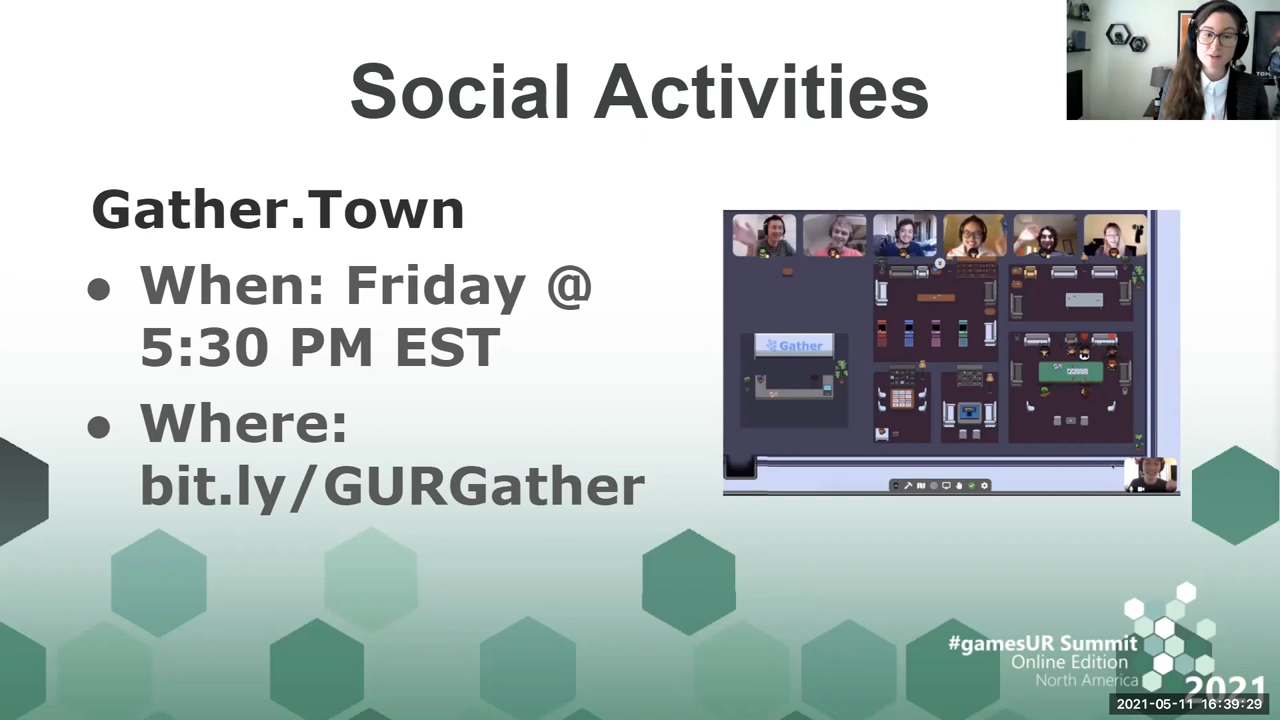 Social Activities
Gather.Town
● When: Friday @
5:30 PM EST
● Where:
bit.ly/GURGather
Gather
#gamesUR Summit
Online Edition
North America
2021
2021-05-11 16:39:29